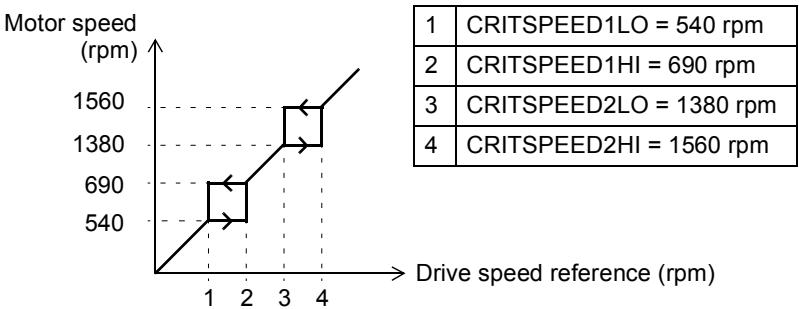 Motor speed
(rpm)
1560
1380
690
540
1 2 3 4
Drive speed reference (rpm)
1 CRITSPEED1LO = 540 rpm
2 CRITSPEED1HI = 690 rpm
3 CRITSPEED2LO = 1380 rpm
4 CRITSPEED2HI = 1560 rpm